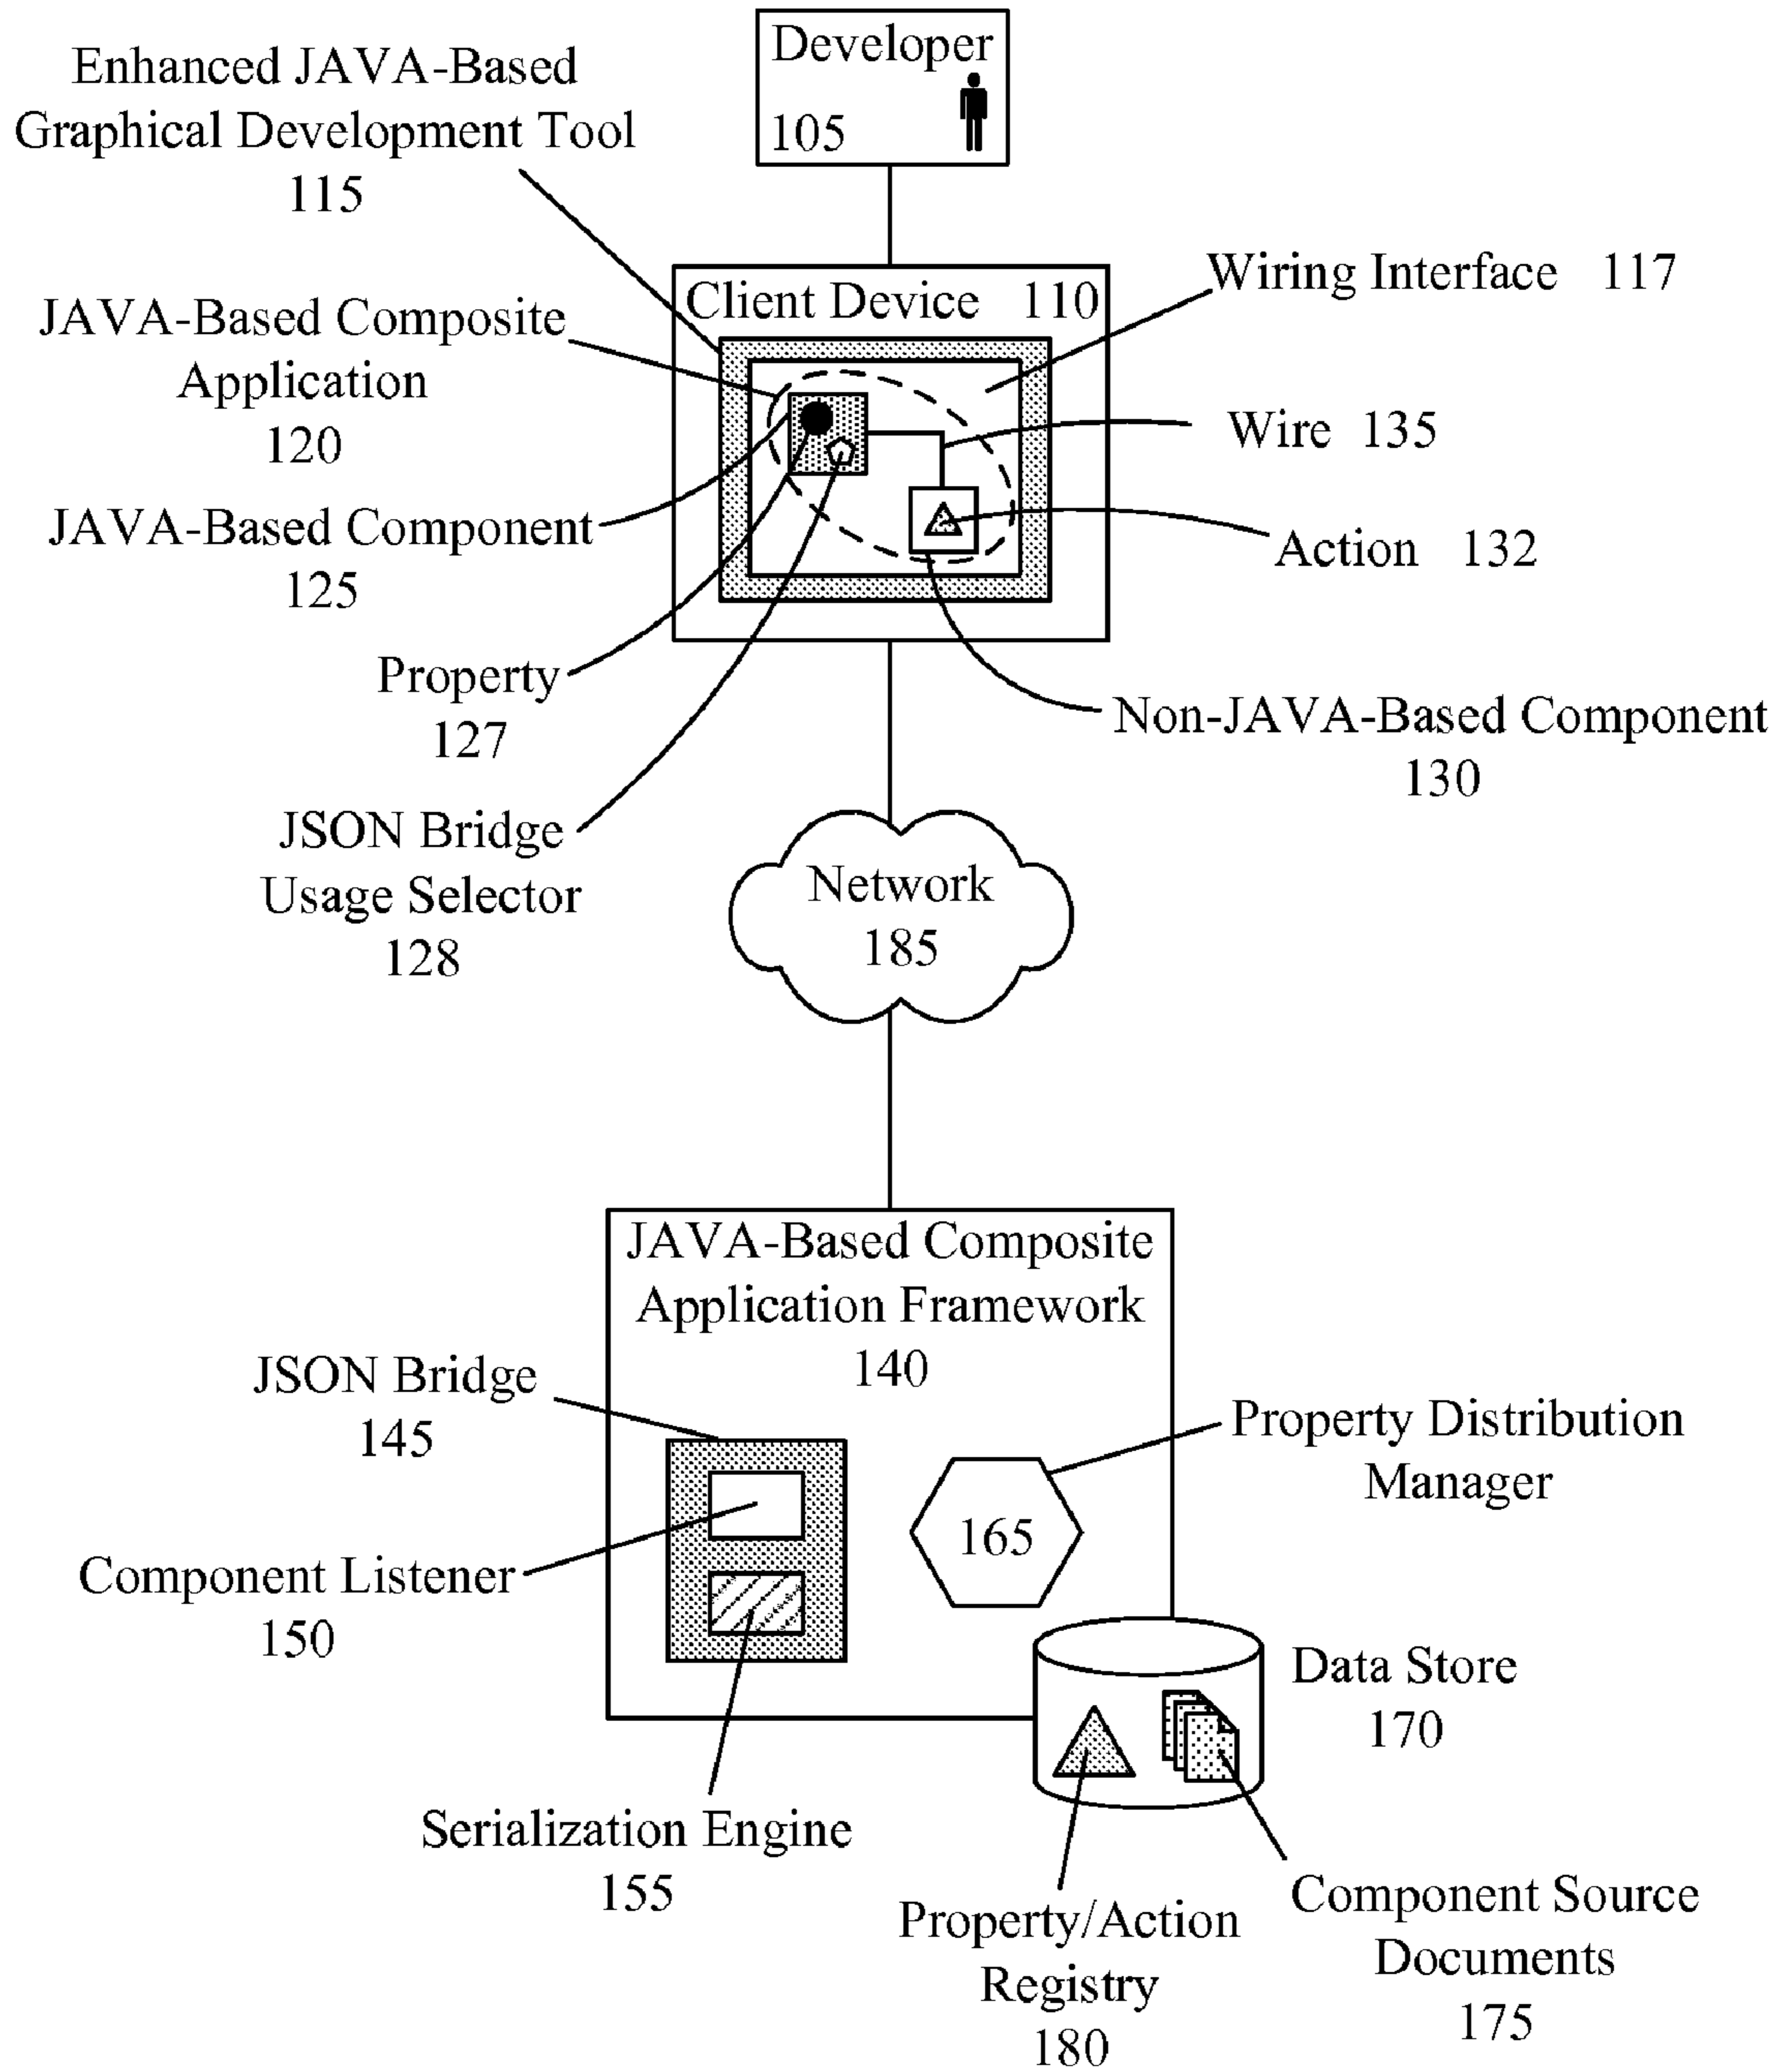 Developer
105
Enhanced JAVA-Based
Graphical Development Tool
115
Client Device 110
Wiring Interface 117
JAVA-Based Composite
Application
120
Wire 135
JAVA-Based Component
125
Action 132
Property
127
Non-JAVA-Based Component
130
JSON Bridge
Usage Selector
128
Network
185
JAVA-Based Composite
Application Framework
140
JSON Bridge
145
Property Distribution
Manager
165
Component Listener
150
Data Store
170
Serialization Engine
155
Property/Action
Registry
180
Component Source
Documents
175